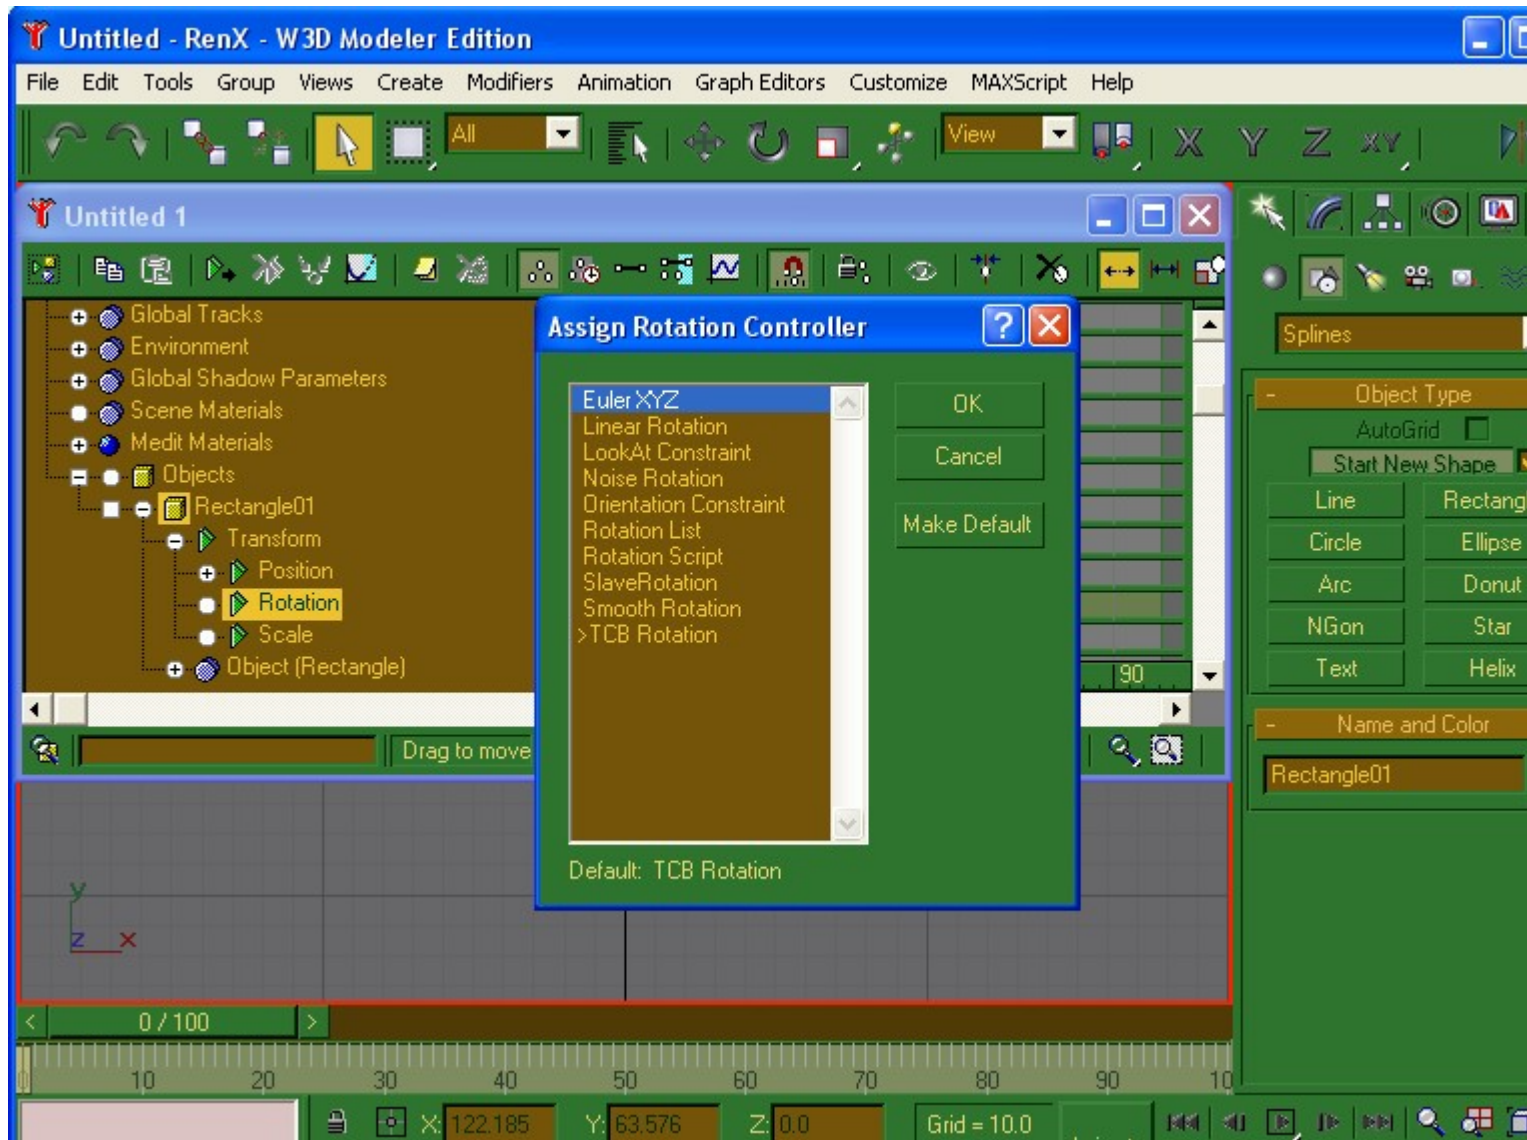 Untitled - RenX - W3D Modeler Edition
File Edit Tools Group Views Create Modifiers Animation Graph Editors Customize MAXScript Help
All
View
X Y Z XY
Untitled 1
Global Tracks
Environment
Global Shadow Parameters
Scene Materials
Medit Materials
Objects
Rectangle01
Transform
Position
Rotation
Scale
Object (Rectangle)
Drag to move
90
Assign Rotation Controller
Euler XYZ
Linear Rotation
LookAt Constraint
Noise Rotation
Orientation Constraint
Rotation List
Rotation Script
SlaveRotation
Smooth Rotation
>TCB Rotation
OK
Cancel
Make Default
Default: TCB Rotation
Splines
- Object Type
AutoGrid
Start New Shape
Line Rectang
Circle Ellipse
Arc Donut
NGon Star
Text Helix
- Name and Color
Rectangle01
y
z x
< 0 / 100 >
0 10 20 30 40 50 60 70 80 90 10
X: 122.185 Y: 63.576 Z: 0.0 Grid = 10.0